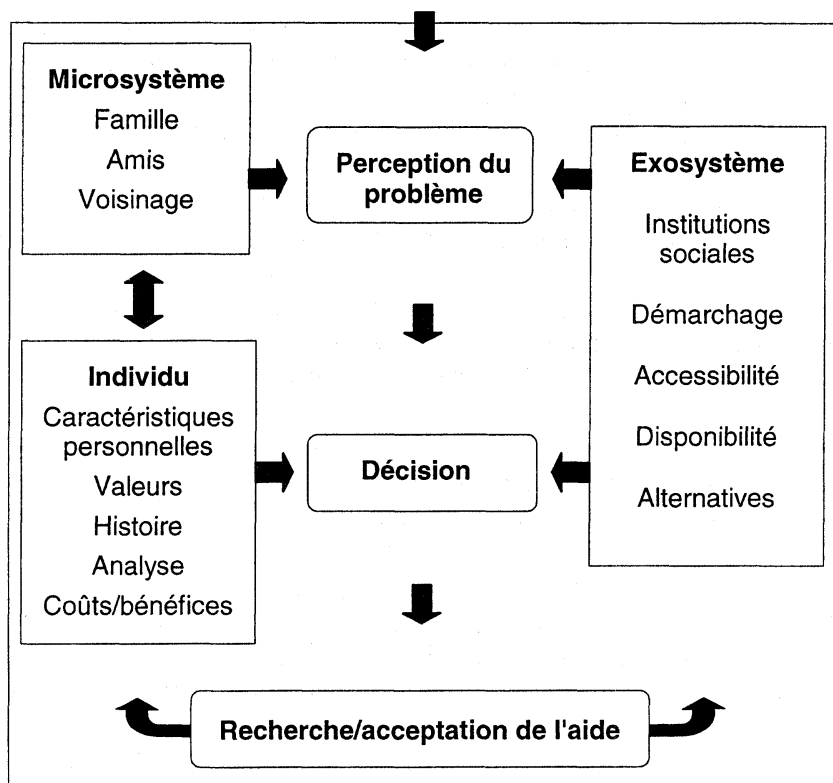 Microsystème
Famille
Amis
Voisinage
Perception du
problème
Exosystème
Institutions
sociales
Démarchage
Accessibilité
Disponibilité
Alternatives
Individu
Caractéristiques
personnelles
Valeurs
Histoire
Analyse
Coûts/bénéfices
Décision
Recherche/acceptation de l'aide